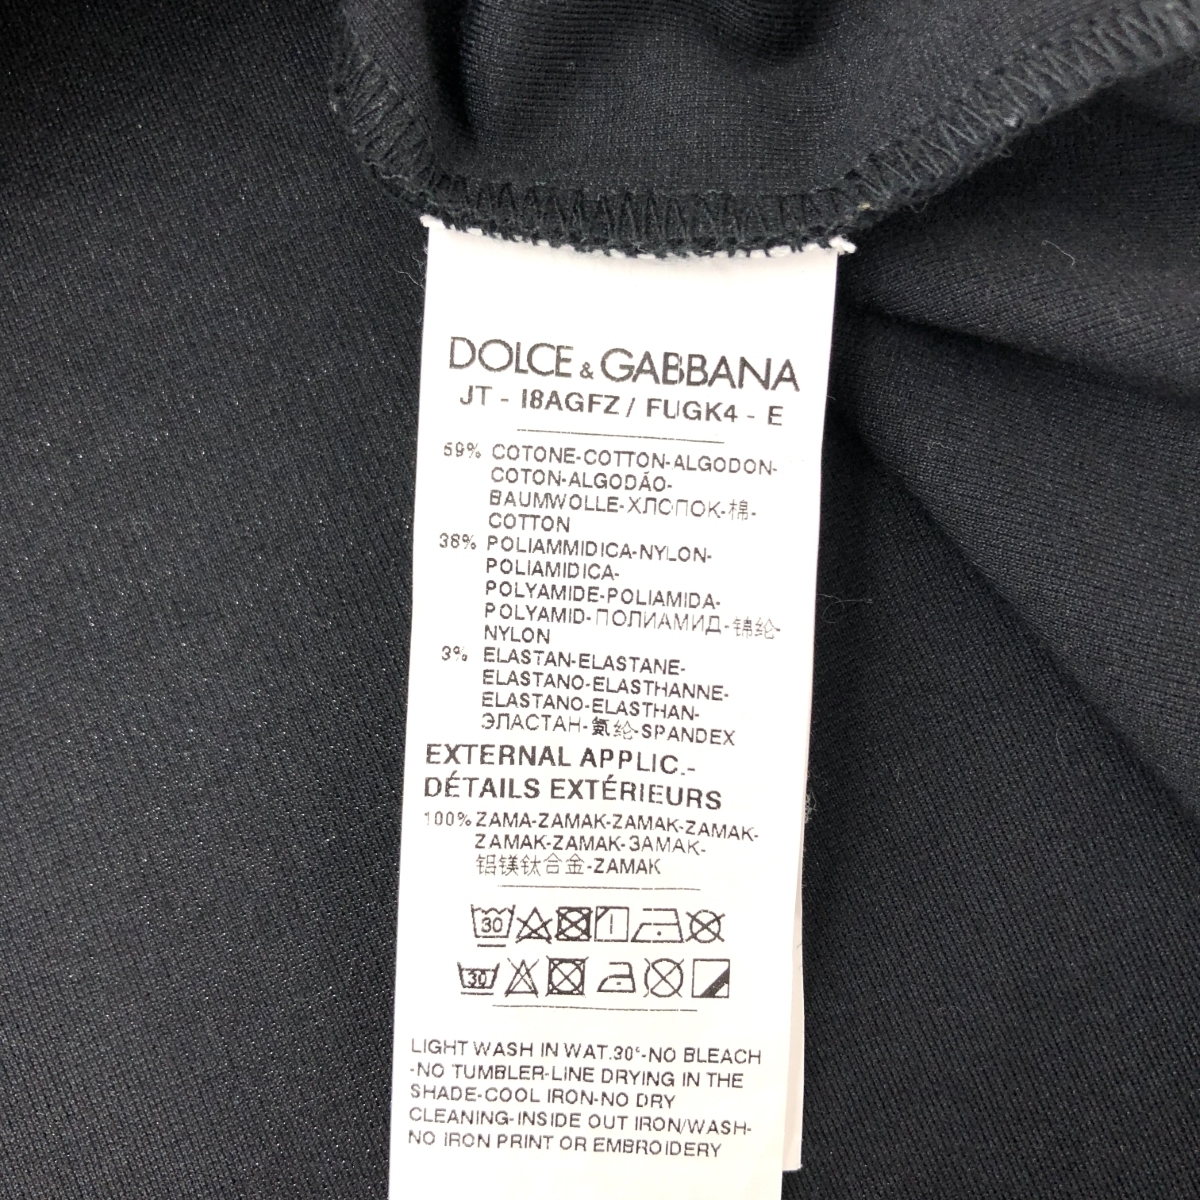 DOLCE & GABBANA
JT - I8AGFZ / FUGK4 - E
59% COTONE-COTTON-ALGODON-
COTON-ALGODÃO-
BAUMWOLLE-ХЛОПОК-棉-
COTTON
38% POLIAMMIDICA-NYLON-
POLIAMIDICA-
POLYAMIDE-POLIAMIDA-
POLYAMID-ПОЛИАМИД-锦纶-
NYLON
3% ELASTAN-ELASTANE-
ELASTANO-ELASTHANNE-
ELASTANO-ELASTHAN-
ЭЛАСТАН-氨纶-SPANDEX
EXTERNAL APPLIC.-
DÉTAILS EXTÉRIEURS
100% ZAMA-ZAMAK-ZAMAK-ZAMAK-
ZAMAK-ZAMAK-ЗАМАК-
铝镁钛合金-ZAMAK
30
30
LIGHT WASH IN WAT.30°-NO BLEACH
-NO TUMBLER-LINE DRYING IN THE
SHADE-COOL IRON-NO DRY
CLEANING-INSIDE OUT IRON/WASH-
NO IRON PRINT OR EMBROIDERY